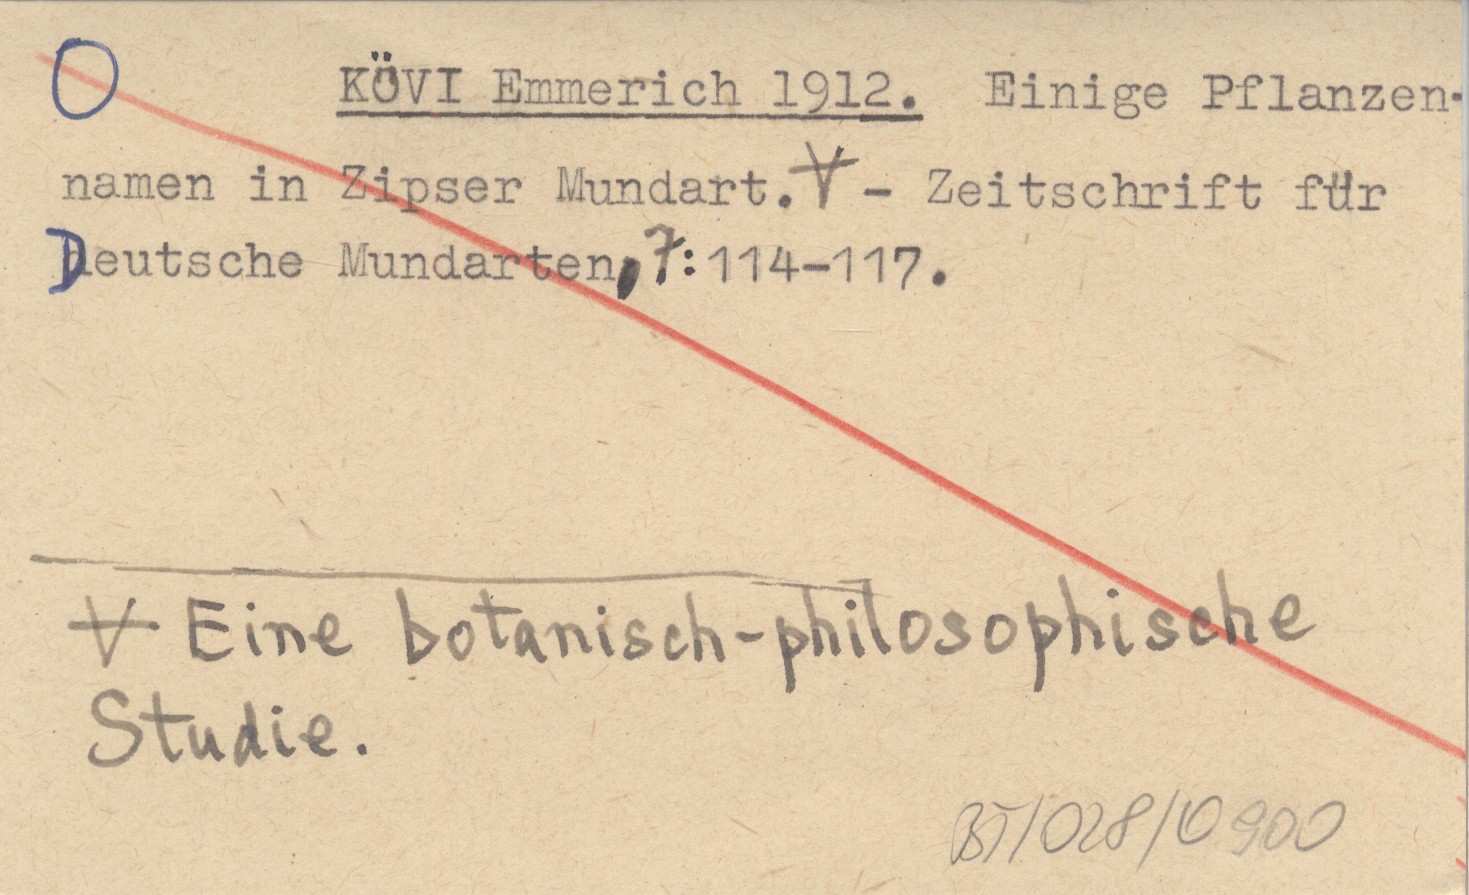 O KÖVI Emmerich 1912. Einige Pflanzen-
namen in Zipser Mundart.∀ - Zeitschrift für
Deutsche Mundarten, 7:114-117.
∀ Eine botanisch-philosophische
Studie.
BT/028/0900